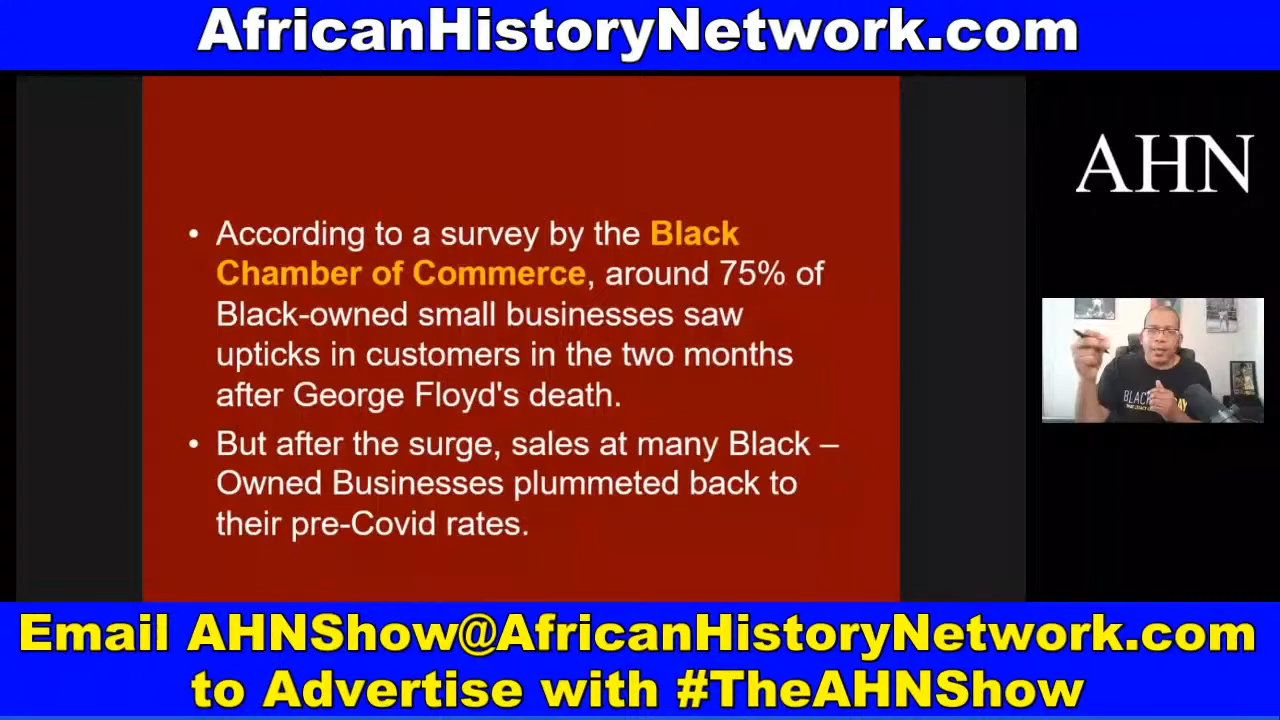 AfricanHistoryNetwork.com
AHN
• According to a survey by the Black
Chamber of Commerce, around 75% of
Black-owned small businesses saw
upticks in customers in the two months
after George Floyd's death.
• But after the surge, sales at many Black –
Owned Businesses plummeted back to
their pre-Covid rates.
Email AHNShow@AfricanHistoryNetwork.com
to Advertise with #TheAHNShow